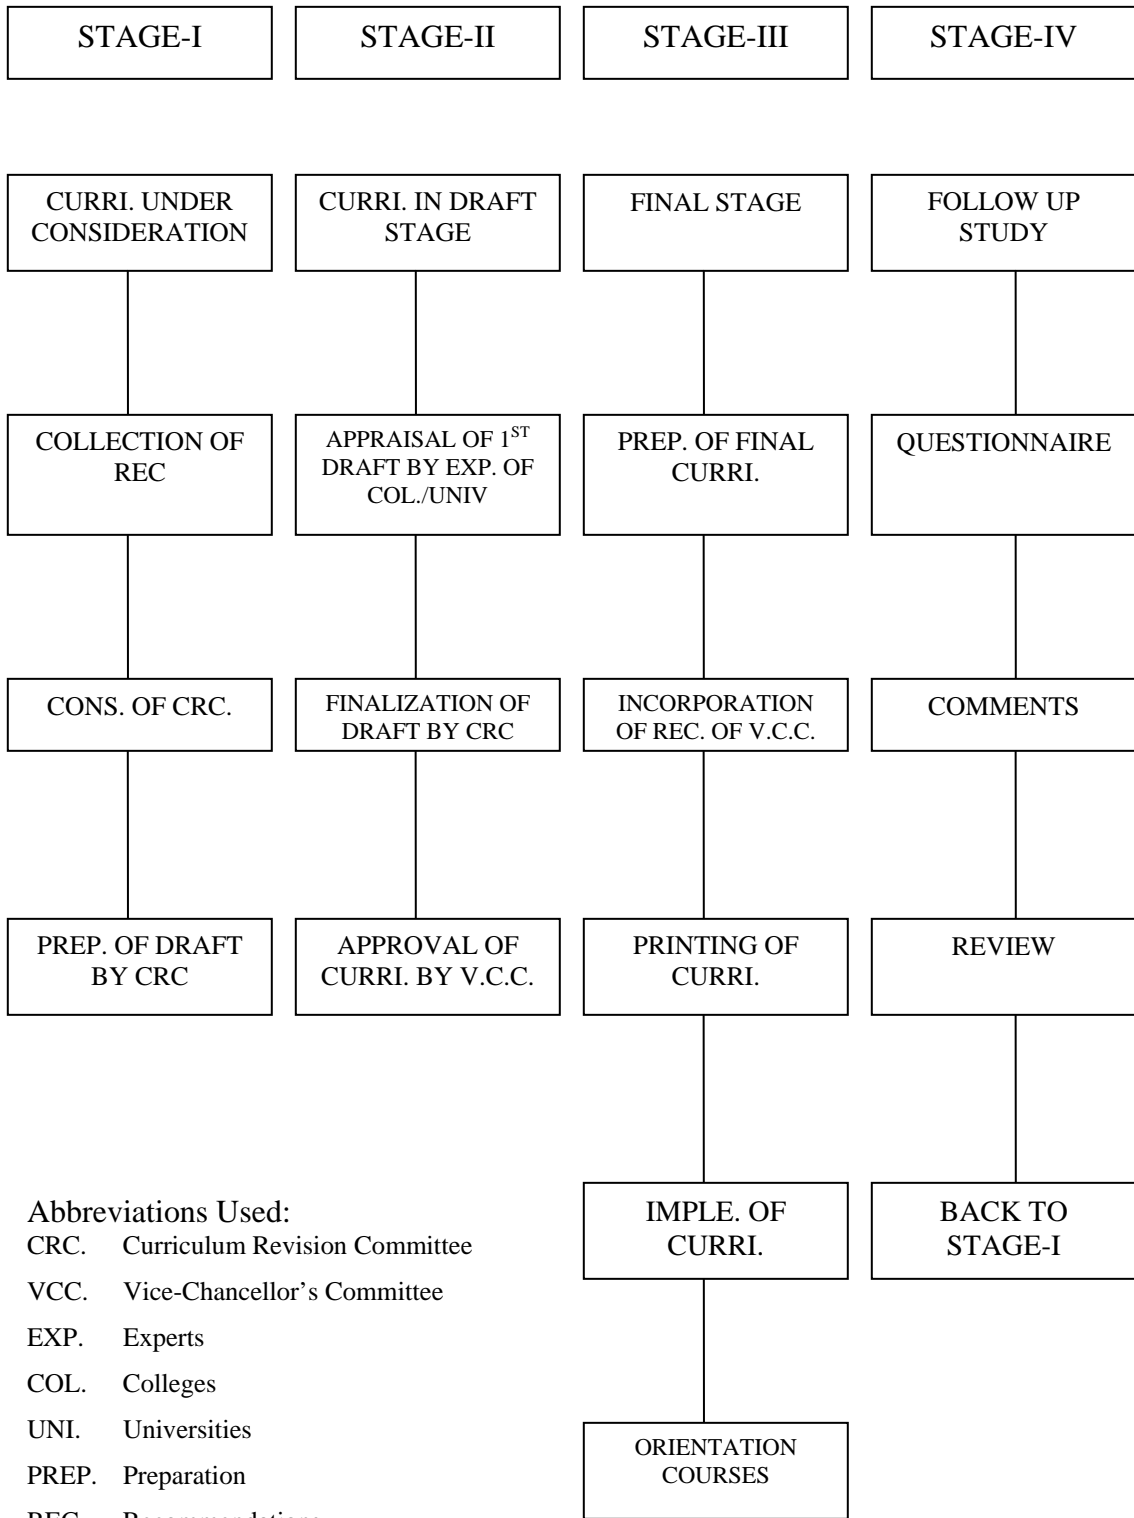 STAGE-I
STAGE-II
STAGE-III
STAGE-IV
CURRI. UNDER
CONSIDERATION
CURRI. IN DRAFT
STAGE
FINAL STAGE
FOLLOW UP
STUDY
COLLECTION OF
REC
APPRAISAL OF 1ST
DRAFT BY EXP. OF
COL./UNIV
PREP. OF FINAL
CURRI.
QUESTIONNAIRE
CONS. OF CRC.
FINALIZATION OF
DRAFT BY CRC
INCORPORATION
OF REC. OF V.C.C.
COMMENTS
PREP. OF DRAFT
BY CRC
APPROVAL OF
CURRI. BY V.C.C.
PRINTING OF
CURRI.
REVIEW
IMPLE. OF
CURRI.
BACK TO
STAGE-I
ORIENTATION
COURSES
Abbreviations Used:
CRC. Curriculum Revision Committee
VCC. Vice-Chancellor’s Committee
EXP. Experts
COL. Colleges
UNI. Universities
PREP. Preparation